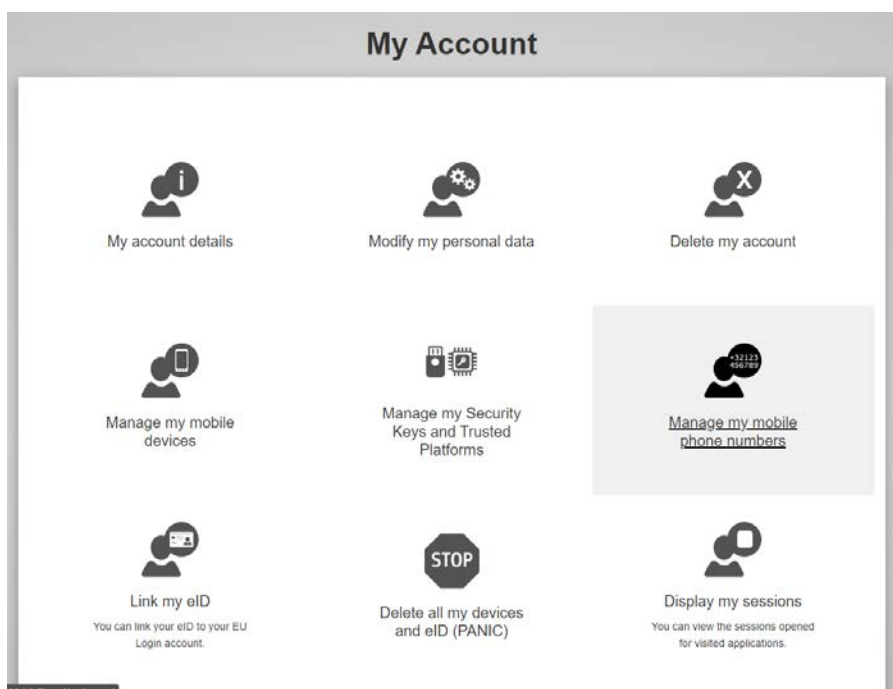 My Account
i
X
My account details
Modify my personal data
Delete my account
+32123
456789
Manage my mobile
devices
Manage my Security
Keys and Trusted
Platforms
Manage my mobile
phone numbers
STOP
Link my eID
You can link your eID to your EU
Login account.
Delete all my devices
and eID (PANIC)
Display my sessions
You can view the sessions opened
for visited applications.